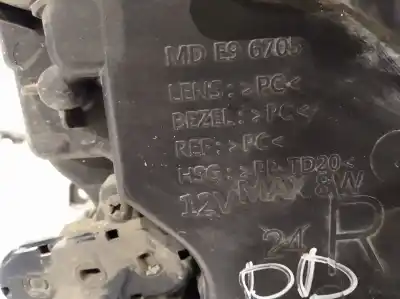 MD E9 6705
LENS: >PC<
BEZEL: >PC<
REF: >PC<
HSG: >PP-TD20<
12V MAX 8W
24 R
DD